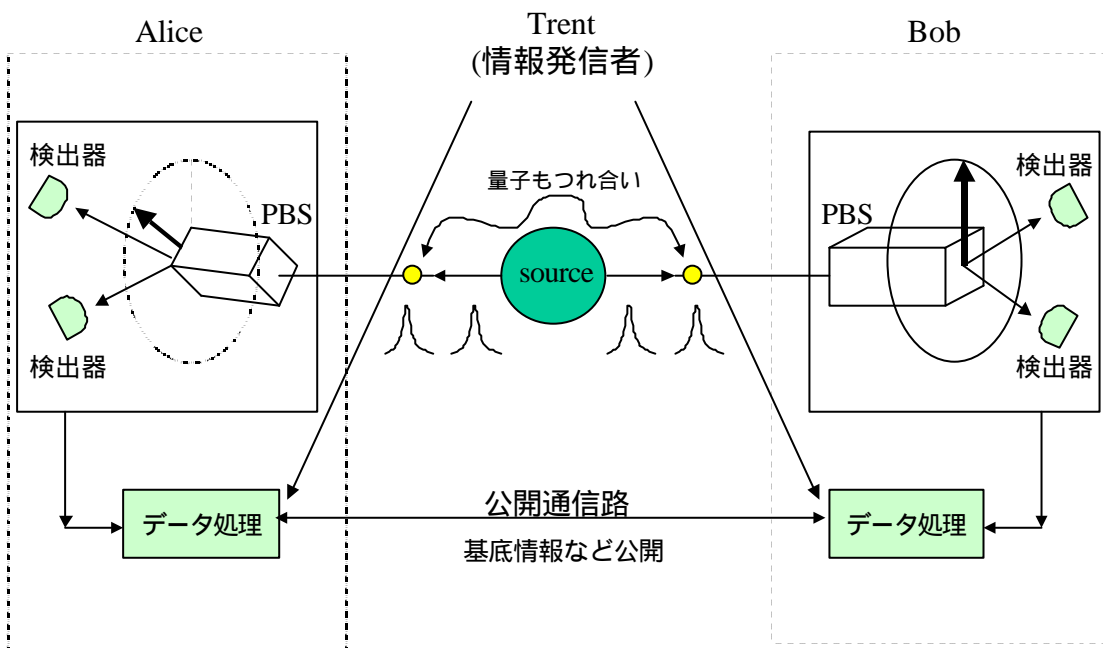 Alice
Trent
(情報発信者)
Bob
検出器
PBS
検出器
量子もつれ合い
source
PBS
検出器
検出器
データ処理
公開通信路
基底情報など公開
データ処理